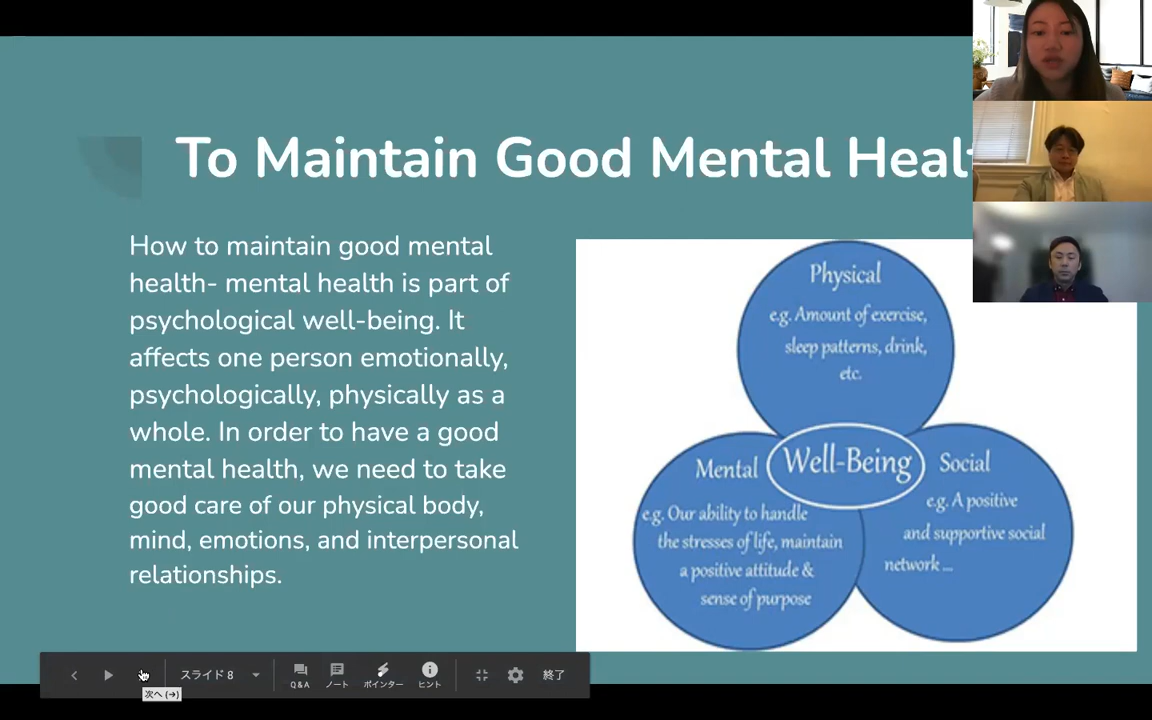 To Maintain Good Mental Healt
How to maintain good mental
health- mental health is part of
psychological well-being. It
affects one person emotionally,
psychologically, physically as a
whole. In order to have a good
mental health, we need to take
good care of our physical body,
mind, emotions, and interpersonal
relationships.
Physical
e.g. Amount of exercise,
sleep patterns, drink,
etc.
Well-Being
Mental
e.g. Our ability to handle
the stresses of life, maintain
a positive attitude &
sense of purpose
Social
e.g. A positive
and supportive social
network ...
スライド 8
Q&A
ノート
ポインター
ヒント
終了
次へ (→)